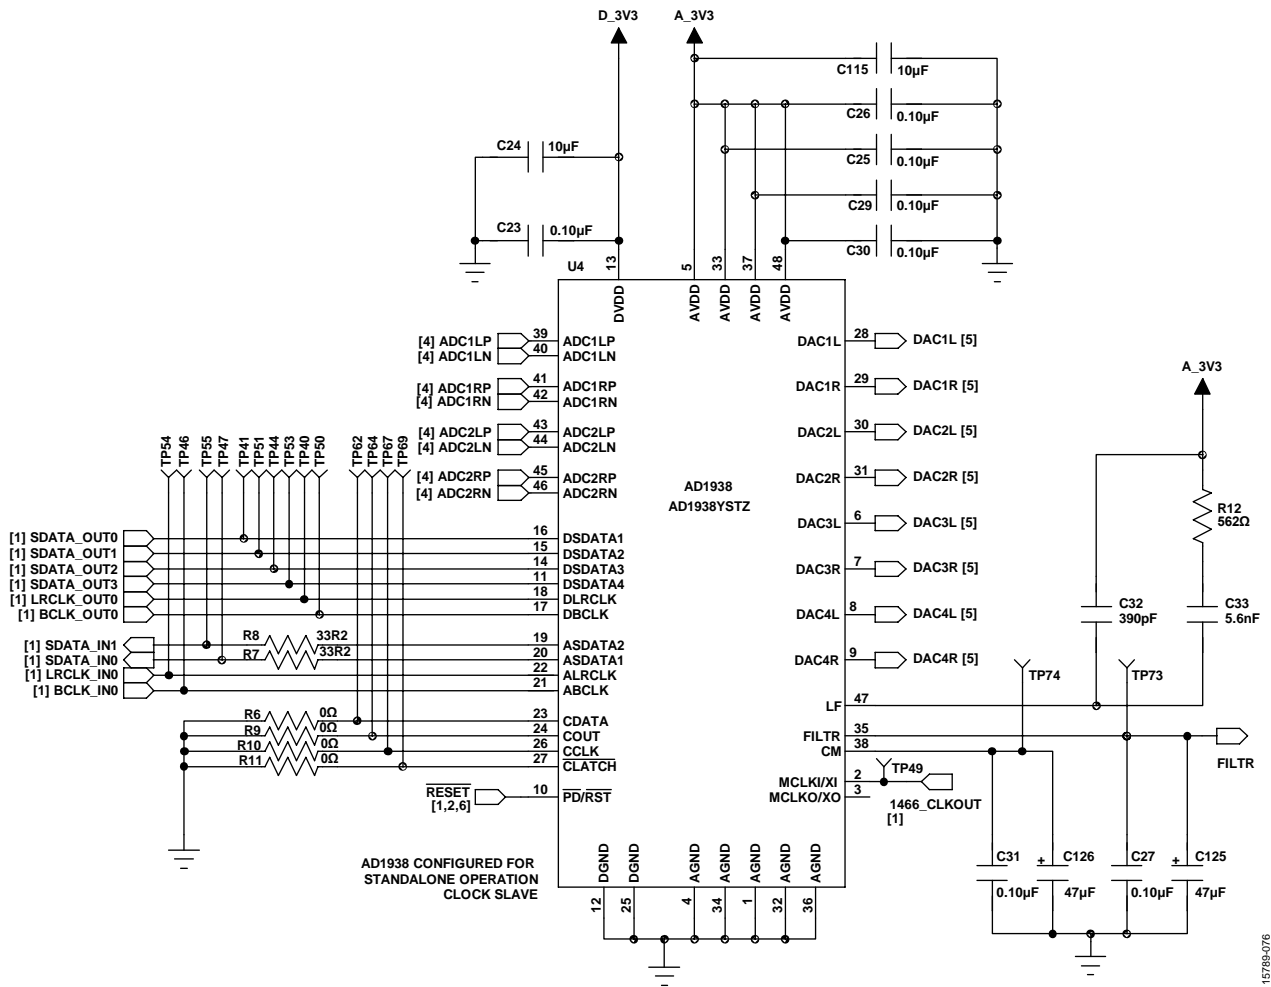 D_3V3
A_3V3
C115
10µF
C26
0.10µF
C24
10µF
C25
0.10µF
C29
0.10µF
C23
0.10µF
C30
0.10µF
U4
13
5
33
37
48
DVDD
AVDD
AVDD
AVDD
AVDD
[4] ADC1LP
39
ADC1LP
[4] ADC1LN
40
ADC1LN
[4] ADC1RP
41
ADC1RP
[4] ADC1RN
42
ADC1RN
[4] ADC2LP
43
ADC2LP
[4] ADC2LN
44
ADC2LN
[4] ADC2RP
45
ADC2RP
[4] ADC2RN
46
ADC2RN
DAC1L
28
DAC1L [5]
DAC1R
29
DAC1R [5]
DAC2L
30
DAC2L [5]
DAC2R
31
DAC2R [5]
DAC3L
6
DAC3L [5]
DAC3R
7
DAC3R [5]
DAC4L
8
DAC4L [5]
DAC4R
9
DAC4R [5]
AD1938
AD1938YSTZ
TP54
TP46
TP55
TP47
TP41
TP51
TP44
TP53
TP40
TP50
TP62
TP64
TP67
TP69
[1] SDATA_OUT0
16
DSDATA1
[1] SDATA_OUT1
15
DSDATA2
[1] SDATA_OUT2
14
DSDATA3
[1] SDATA_OUT3
11
DSDATA4
[1] LRCLK_OUT0
18
DLRCLK
[1] BCLK_OUT0
17
DBCLK
[1] SDATA_IN1
R8
33R2
19
ASDATA2
[1] SDATA_IN0
R7
33R2
20
ASDATA1
[1] LRCLK_IN0
22
ALRCLK
[1] BCLK_IN0
21
ABCLK
R6
0Ω
23
CDATA
R9
0Ω
24
COUT
R10
0Ω
26
CCLK
R11
0Ω
27
CLATCH
RESET
[1,2,6]
10
PD/RST
A_3V3
R12
562Ω
C32
390pF
C33
5.6nF
TP74
TP73
LF
47
FILTR
35
CM
38
FILTR
TP49
MCLKI/XI
2
MCLKO/XO
3
1466_CLKOUT
[1]
C31
0.10µF
+
C126
47µF
C27
0.10µF
+
C125
47µF
AD1938 CONFIGURED FOR
STANDALONE OPERATION
CLOCK SLAVE
DGND
DGND
AGND
AGND
AGND
AGND
AGND
12
25
4
34
1
32
36
15789-076